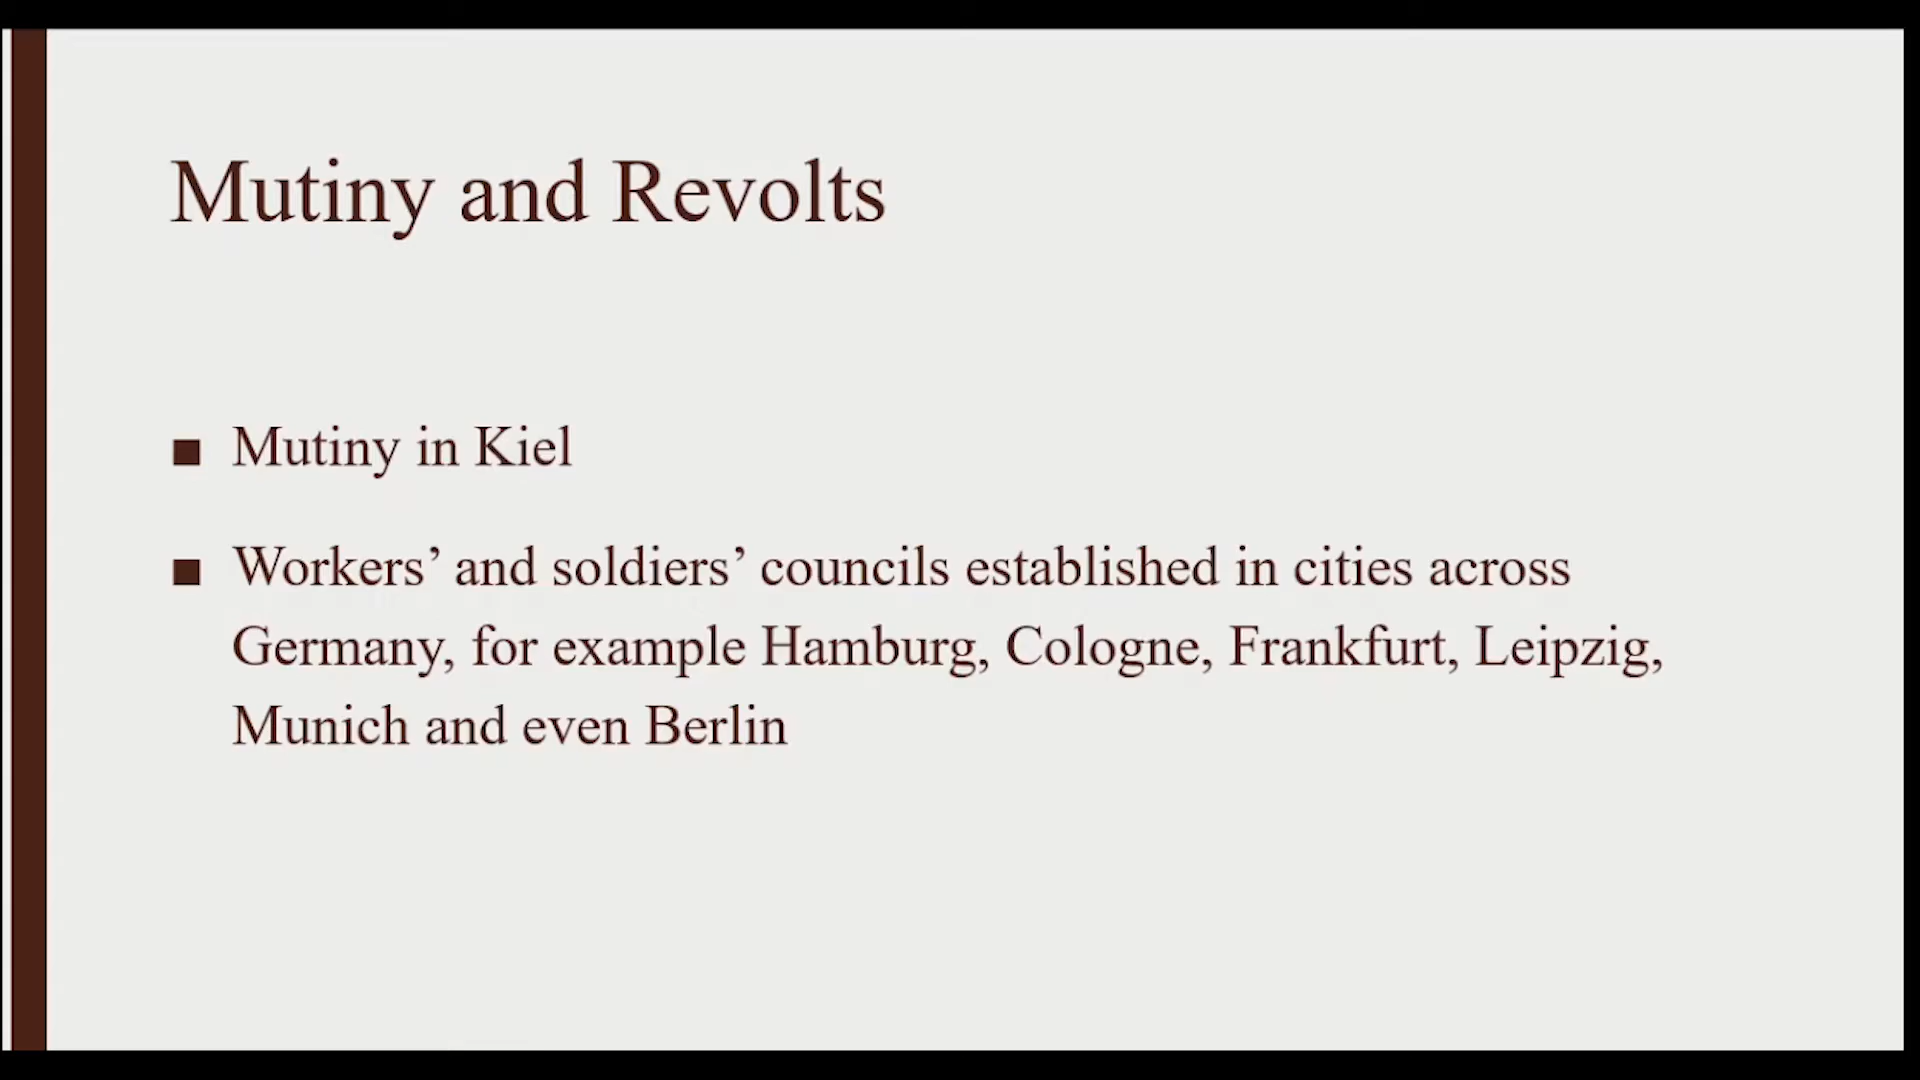 Mutiny and Revolts
■ Mutiny in Kiel
■ Workers’ and soldiers’ councils established in cities across
Germany, for example Hamburg, Cologne, Frankfurt, Leipzig,
Munich and even Berlin